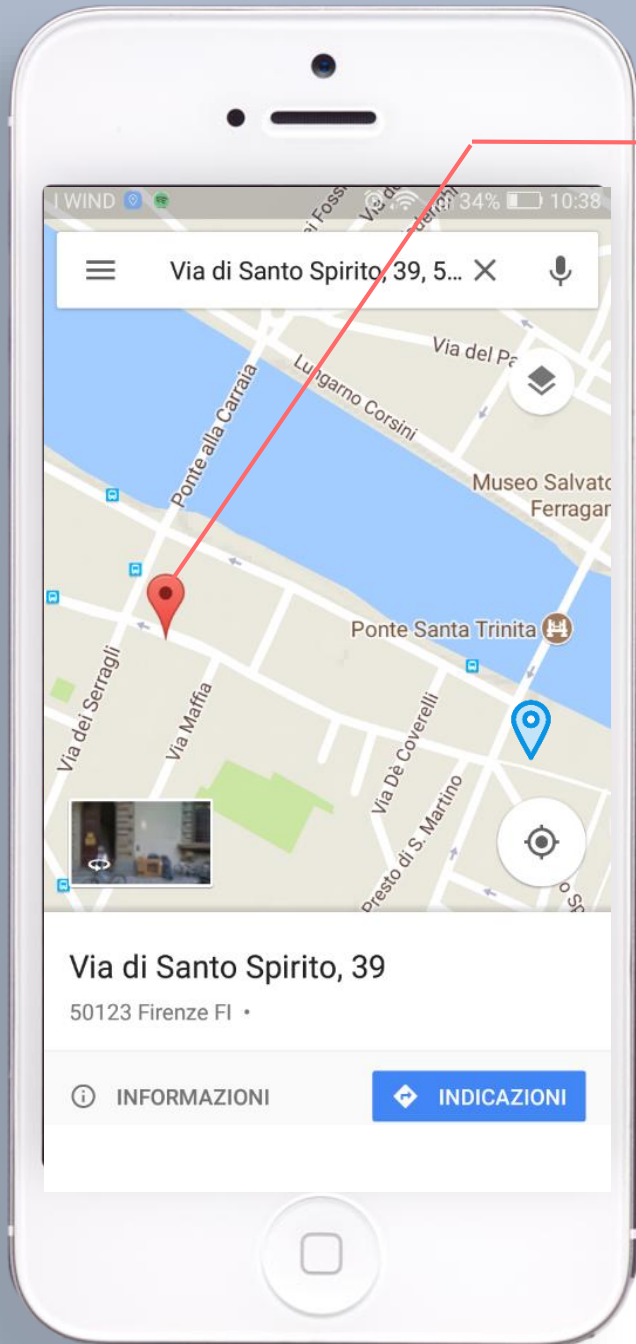 I WIND 34% 10:38
Via di Santo Spirito, 39, 5...
Via del Pa
Lungarno Corsini
Ponte alla Carraia
Museo Salvato
Ferragar
Ponte Santa Trinita
Via dei Serragli
Via Maffia
Via Dè Coverelli
Presto di S. Martino
o Sp
Via di Santo Spirito, 39
50123 Firenze FI •
INFORMAZIONI
INDICAZIONI